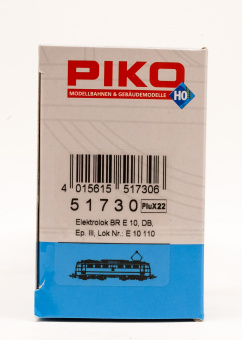 PIKO
MODELLBAHNEN & GEBÄUDEMODELLE
H0
4 015615 517306
51730 PluX22
Elektrolok BR E 10, DB,
Ep. III, Lok Nr.: E 10 110